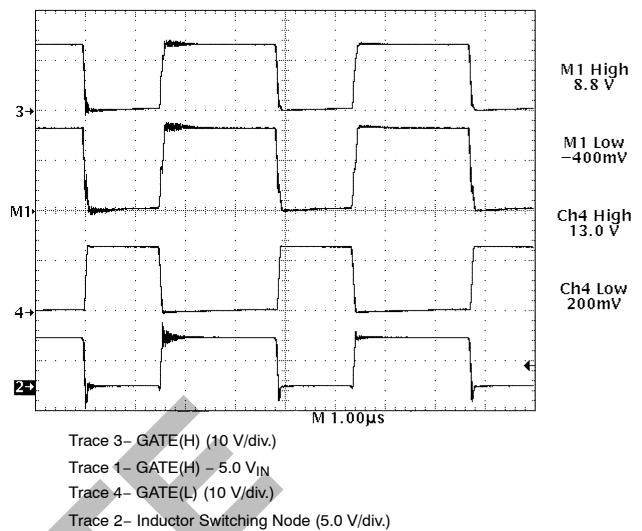 3→
M1 High
8.8 V
M1 Low
−400mV
M1→
Ch4 High
13.0 V
4→
Ch4 Low
200mV
2→
M 1.00µs
Trace 3− GATE(H) (10 V/div.)
Trace 1− GATE(H) − 5.0 VIN
Trace 4− GATE(L) (10 V/div.)
Trace 2− Inductor Switching Node (5.0 V/div.)